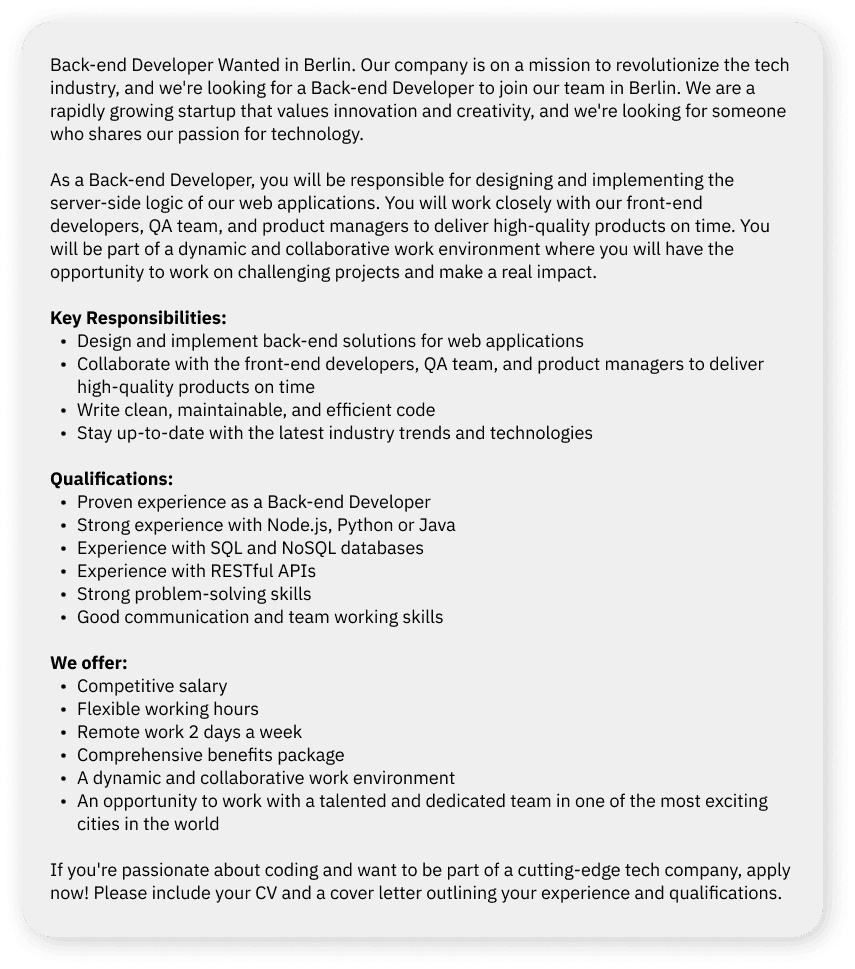 Back-end Developer Wanted in Berlin. Our company is on a mission to revolutionize the tech
industry, and we're looking for a Back-end Developer to join our team in Berlin. We are a
rapidly growing startup that values innovation and creativity, and we're looking for someone
who shares our passion for technology.
As a Back-end Developer, you will be responsible for designing and implementing the
server-side logic of our web applications. You will work closely with our front-end
developers, QA team, and product managers to deliver high-quality products on time. You
will be part of a dynamic and collaborative work environment where you will have the
opportunity to work on challenging projects and make a real impact.
Key Responsibilities:
• Design and implement back-end solutions for web applications
• Collaborate with the front-end developers, QA team, and product managers to deliver
high-quality products on time
• Write clean, maintainable, and efficient code
• Stay up-to-date with the latest industry trends and technologies
Qualifications:
• Proven experience as a Back-end Developer
• Strong experience with Node.js, Python or Java
• Experience with SQL and NoSQL databases
• Experience with RESTful APIs
• Strong problem-solving skills
• Good communication and team working skills
We offer:
• Competitive salary
• Flexible working hours
• Remote work 2 days a week
• Comprehensive benefits package
• A dynamic and collaborative work environment
• An opportunity to work with a talented and dedicated team in one of the most exciting
cities in the world
If you're passionate about coding and want to be part of a cutting-edge tech company, apply
now! Please include your CV and a cover letter outlining your experience and qualifications.